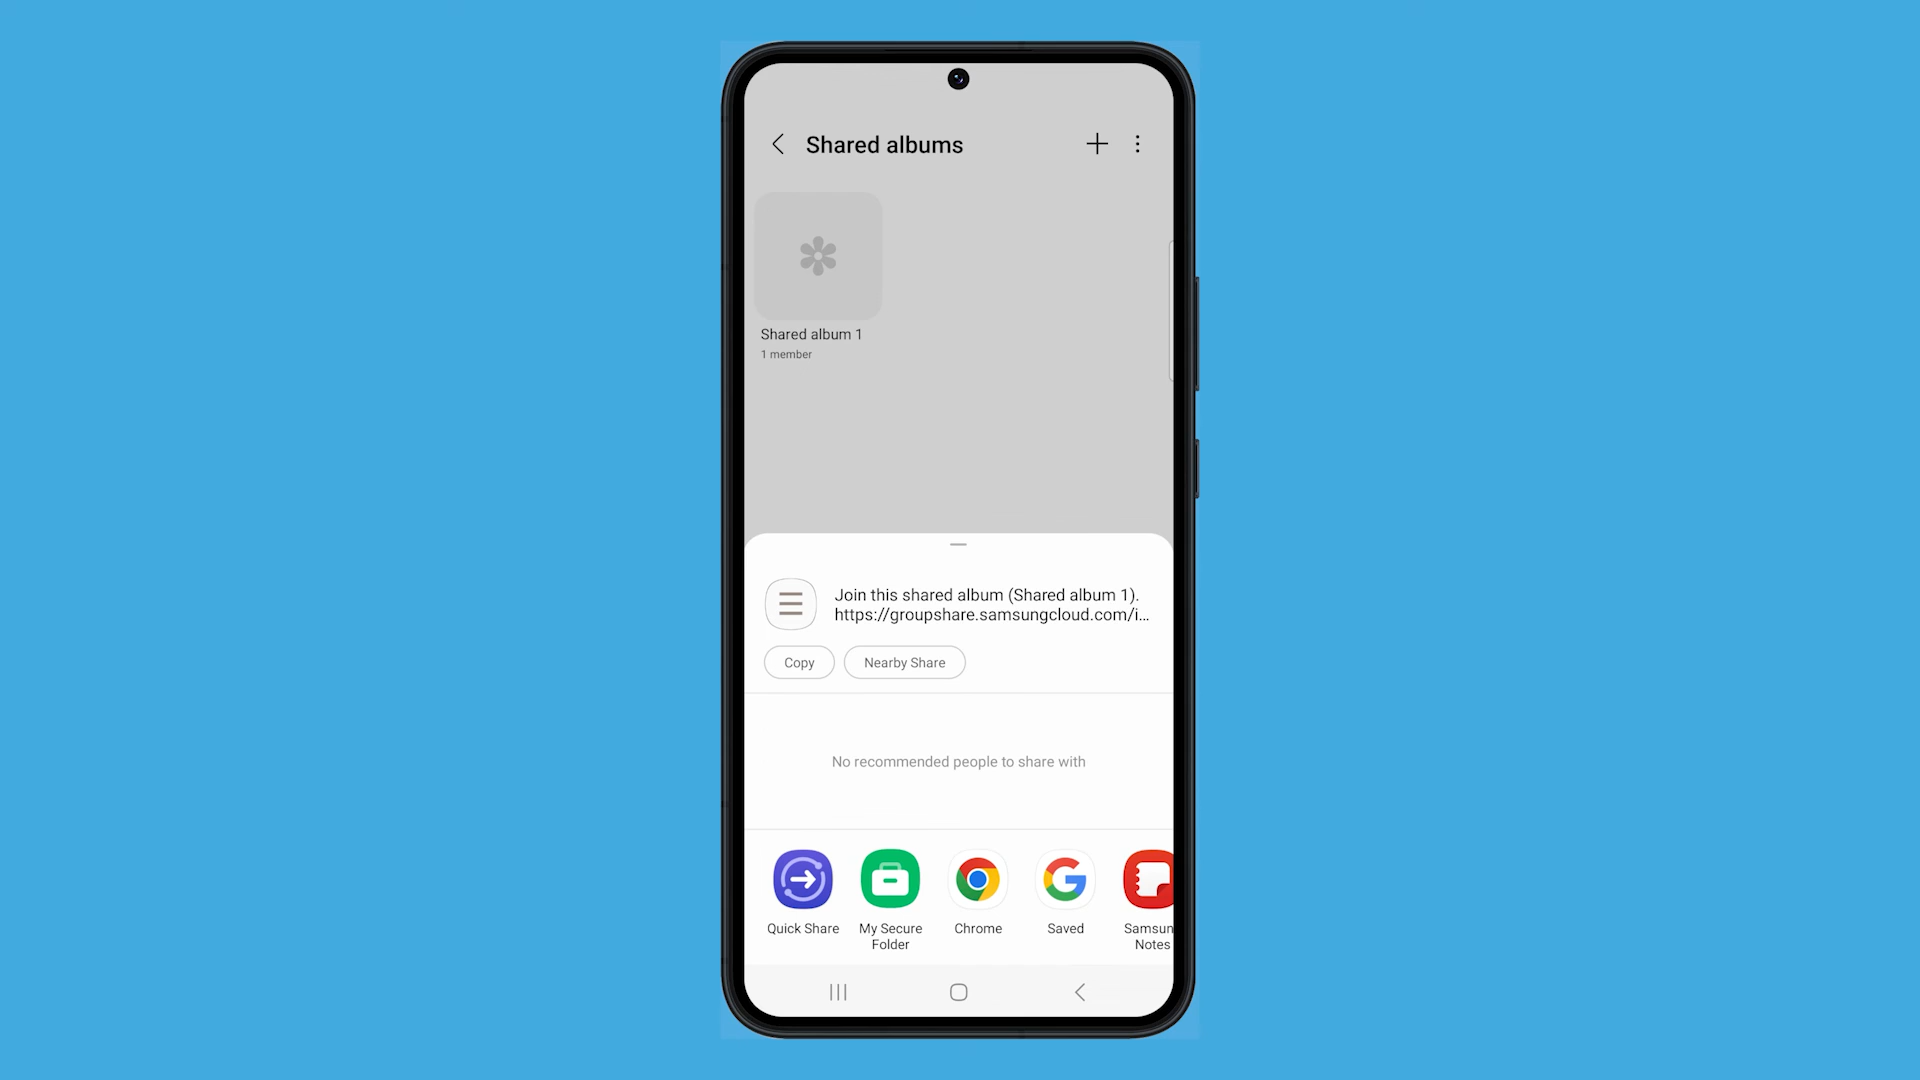 Shared albums
Shared album 1
1 member
Join this shared album (Shared album 1).
https://groupshare.samsungcloud.com/i...
Copy
Nearby Share
No recommended people to share with
Quick Share
My Secure
Folder
Chrome
Saved
Samsun
Notes